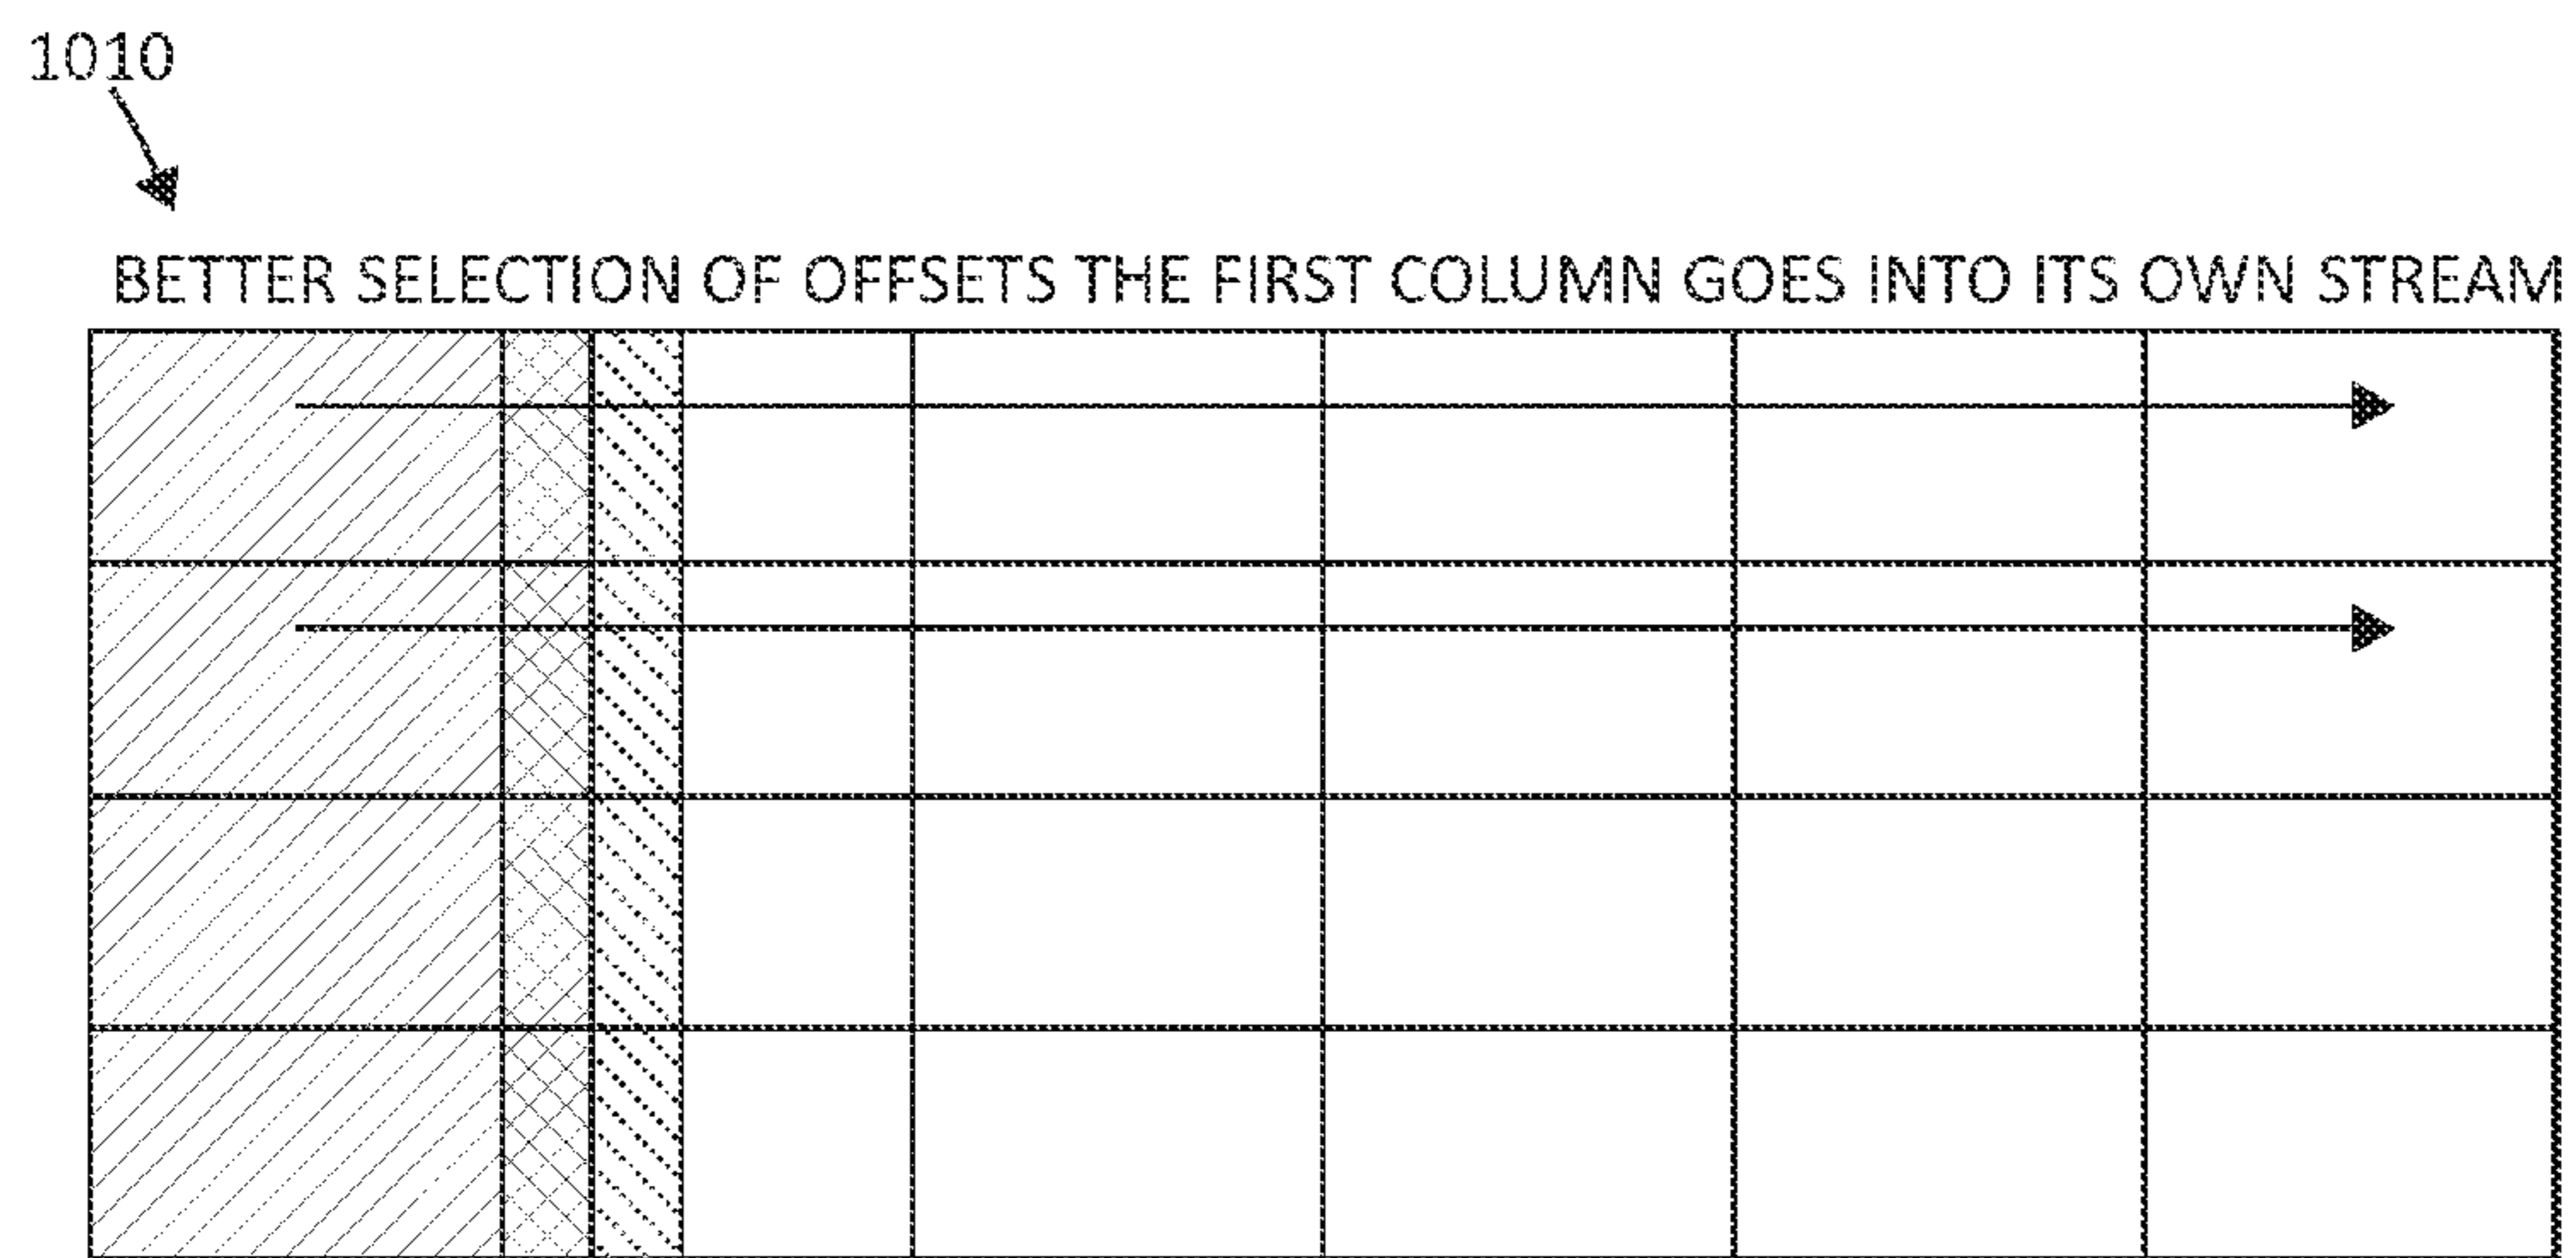 1010
BETTER SELECTION OF OFFSETS THE FIRST COLUMN GOES INTO ITS OWN STREAM